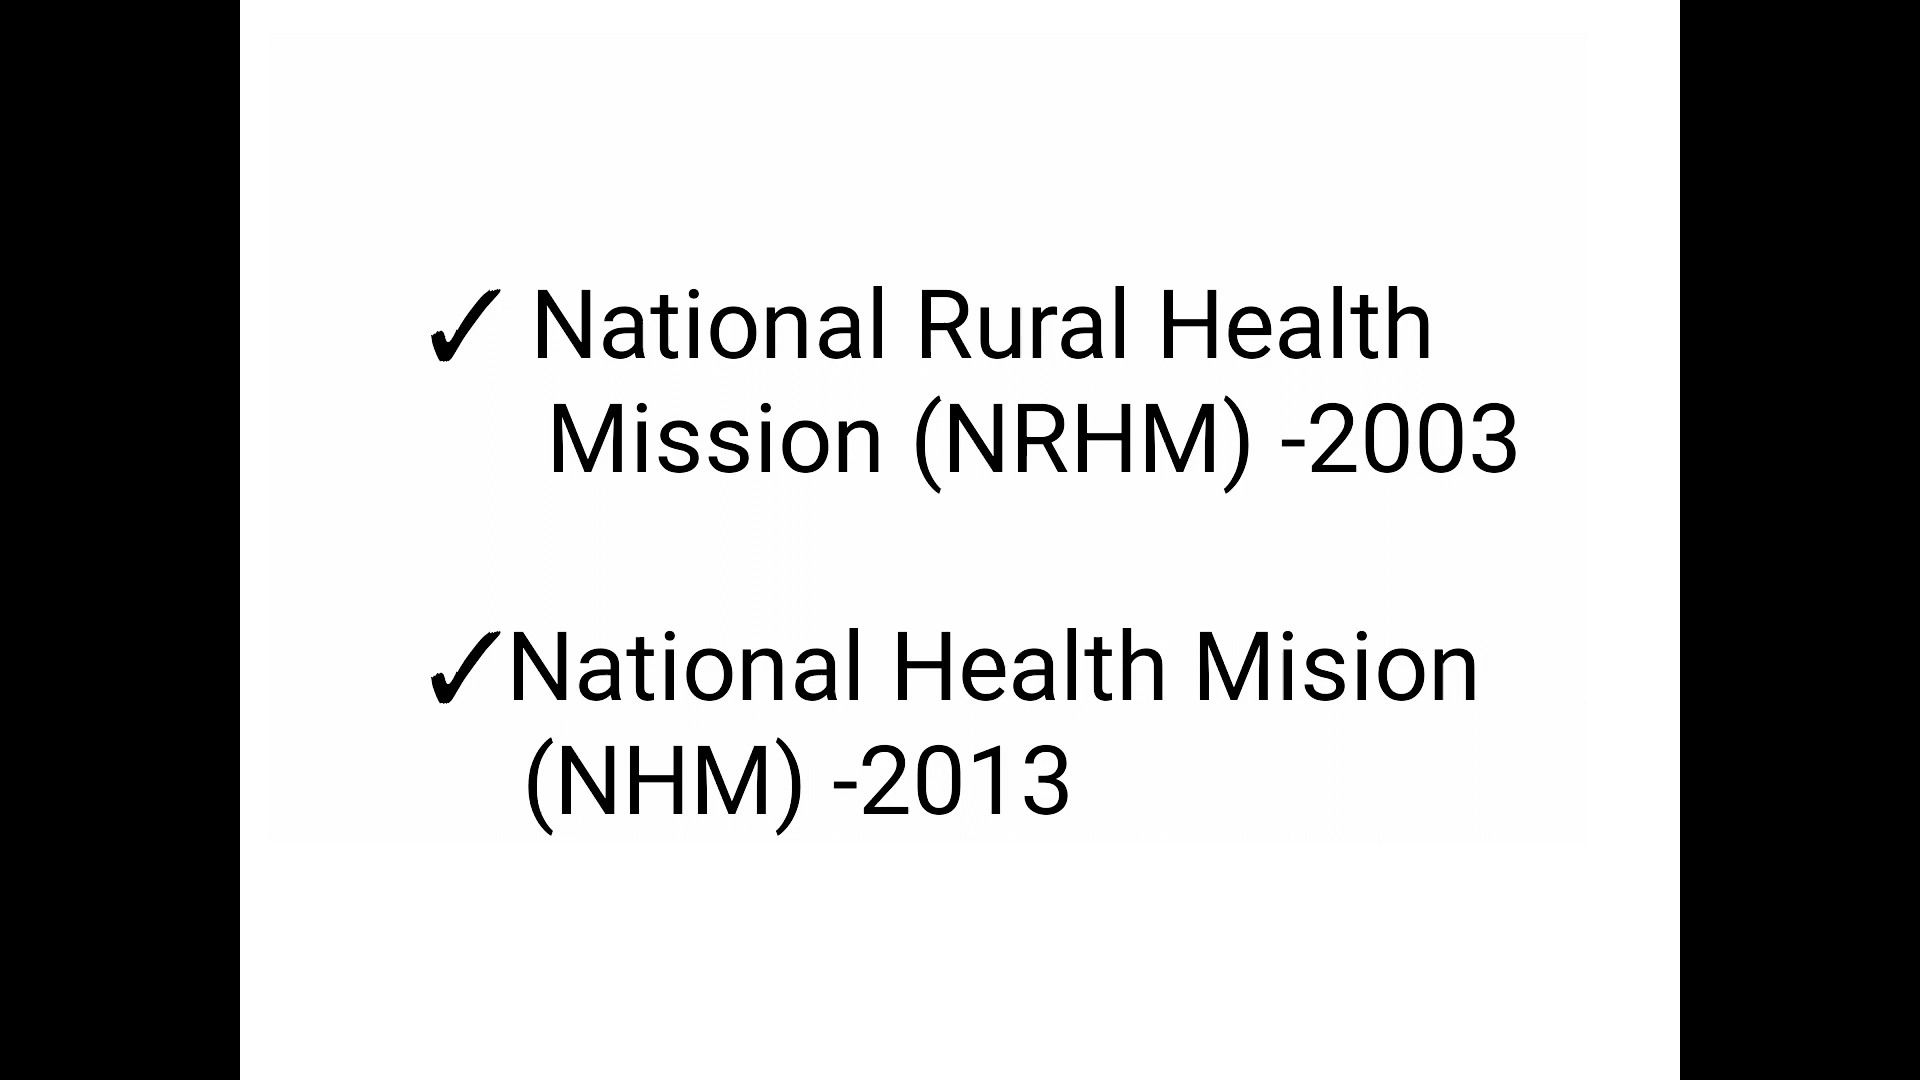 ✓ National Rural Health
Mission (NRHM) -2003
✓National Health Mision
(NHM) -2013